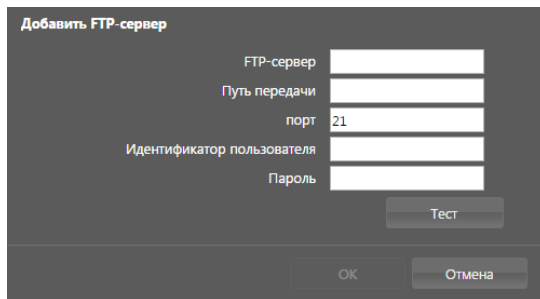 Добавить FTP-сервер
FTP-сервер
Путь передачи
порт 21
Идентификатор пользователя
Пароль
Тест
OK Отмена